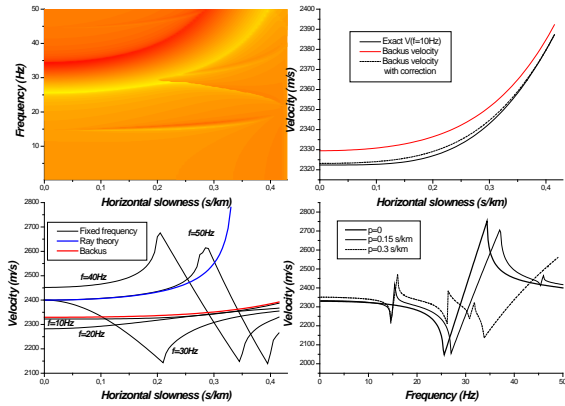 50
40
30
20
10
0
Frequency (Hz)
0,0 0,1 0,2 0,3 0,4
Horizontal slowness (s/km)
2400
2390
2380
2370
2360
2350
2340
2330
2320
Velocity (m/s)
Exact V(f=10Hz)
Backus velocity
Backus velocity
with correction
0,0 0,1 0,2 0,3 0,4
Horizontal slowness (s/km)
2800
2700
2600
2500
2400
2300
2200
2100
Velocity (m/s)
Fixed frequency
Ray theory
Backus
f=50Hz
f=40Hz
f=10Hz
f=20Hz
f=30Hz
0,0 0,1 0,2 0,3 0,4
Horizontal slowness (s/km)
2800
2700
2600
2500
2400
2300
2200
2100
2000
Velocity (m/s)
p=0
p=0.15 s/km
p=0.3 s/km
0 10 20 30 40 50
Frequency (Hz)